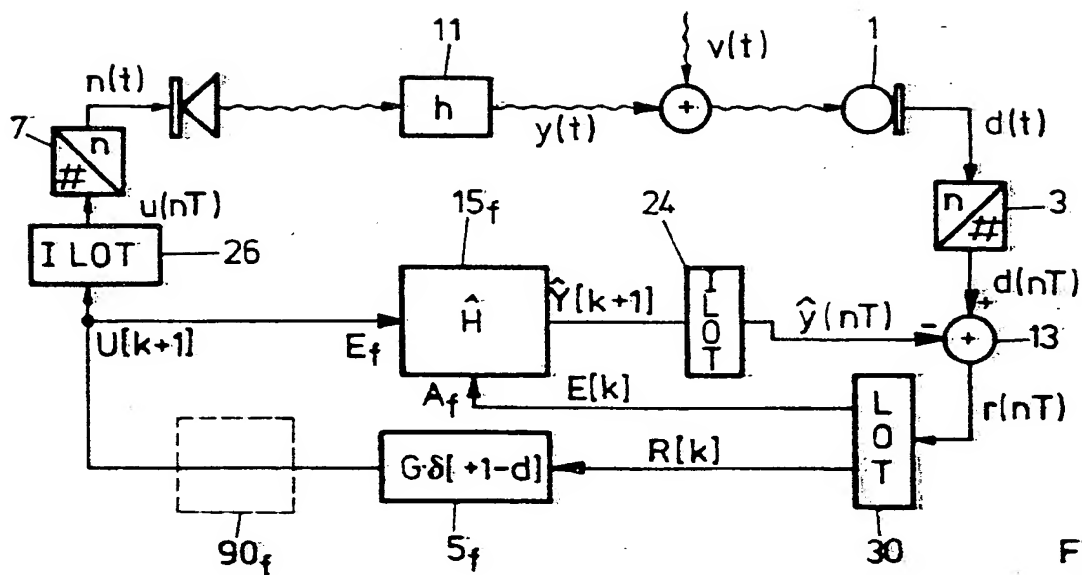 11
1
v(t)
n(t)
7
n
#
h
y(t)
d(t)
n
#
3
u(nT)
15f
24
I LOT
26
Ĥ
Ŷ[k+1]
I
L
O
T
ŷ(nT)
-
+
d(nT)
+
+
13
U[k+1]
Ef
Af
E[k]
L
O
T
r(nT)
G·δ[+1-d]
R[k]
90f
5f
30
F